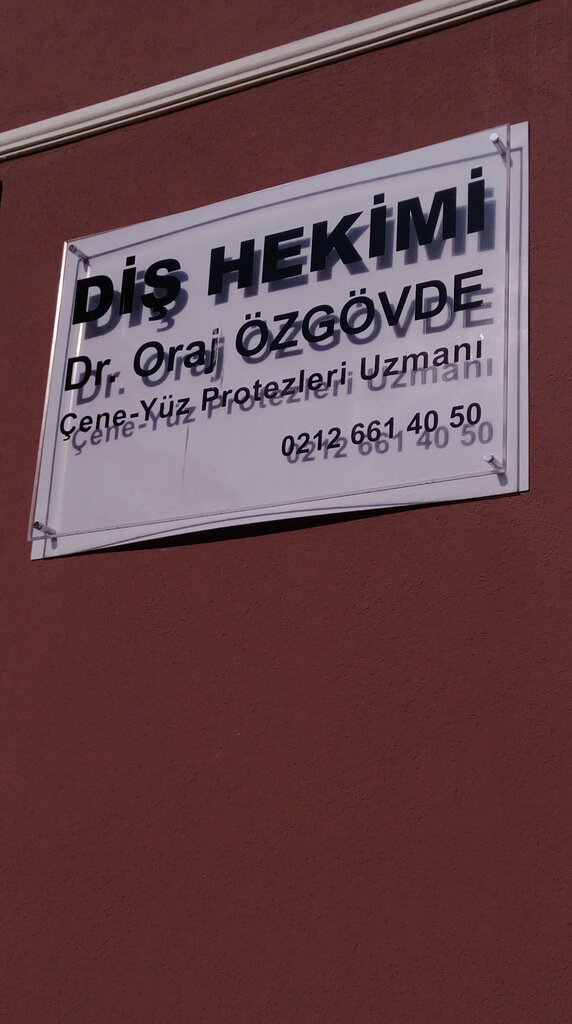 DİŞ HEKİMİ
Dr. Oraj ÖZGÖVDE
Çene-Yüz Protezleri Uzmanı
0212 661 40 50